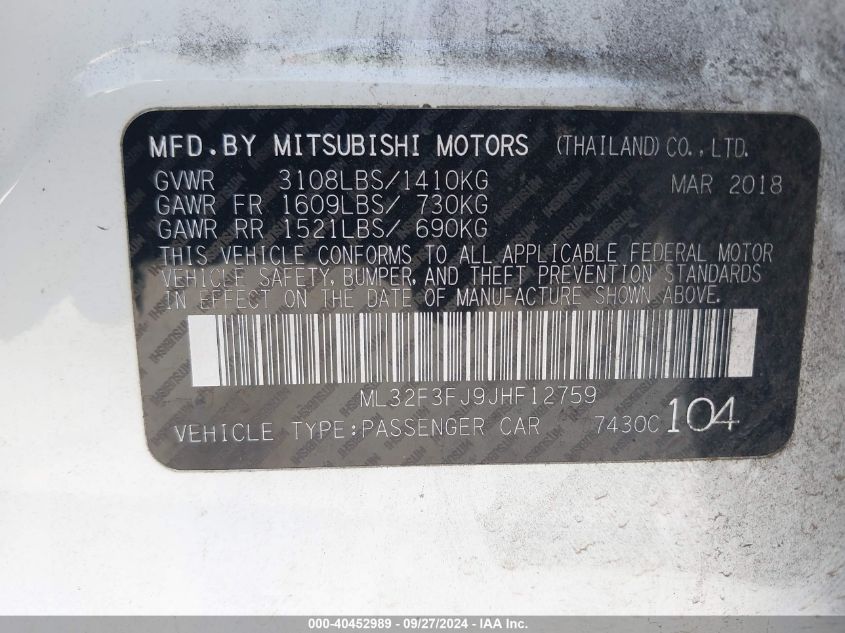 MFD.BY MITSUBISHI MOTORS (THAILAND) CO., LTD.
GVWR 3108LBS/1410KG MAR 2018
GAWR FR 1609LBS/ 730KG
GAWR RR 1521LBS/ 690KG
THIS VEHICLE CONFORMS TO ALL APPLICABLE FEDERAL MOTOR
VEHICLE SAFETY, BUMPER, AND THEFT PREVENTION STANDARDS
IN EFFECT ON THE DATE OF MANUFACTURE SHOWN ABOVE.
ML32F3FJ9JHF12759
VEHICLE TYPE:PASSENGER CAR 7430C 104
000-40452989 - 09/27/2024 - IAA Inc.